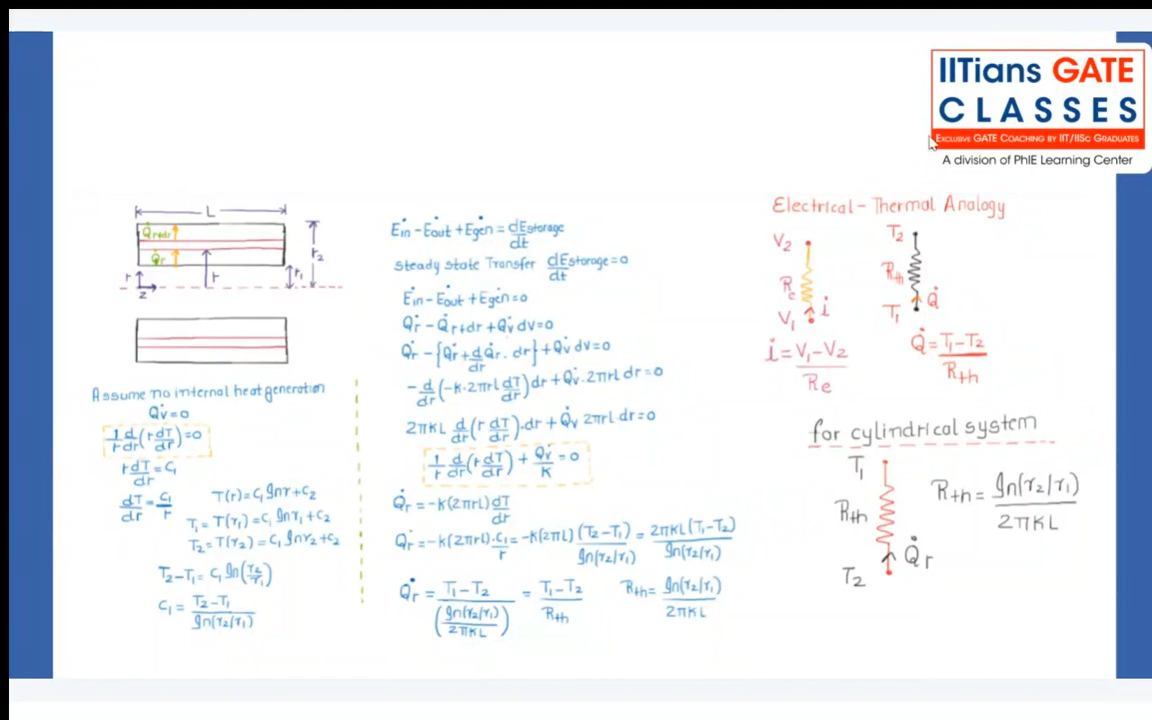 IITians GATE
CLASSES
EXCLUSIVE GATE COACHING BY IIT/IISc GRADUATES
A division of PhIE Learning Center
L
Q̇r+dr
Q̇r
r
z
r
r1
r2
Assume no internal heat generation
Q̇v=0
1/r d/dr(r dT/dr)=0
r dT/dr = C1
dT/dr = C1/r
T(r)=C1 ln r+C2
T1=T(r1)=C1 ln r1+C2
T2=T(r2)=C1 ln r2+C2
T2-T1=C1 ln(r2/r1)
C1 = T2-T1/ln(r2/r1)
Ėin-Ėout+Ėgen=dEstorage/dt
Steady State Transfer dEstorage/dt=0
Ėin-Ėout+Ėgen=0
Q̇r-Q̇r+dr+Q̇v dv=0
Q̇r-{Q̇r+d/dr Q̇r.dr}+Q̇v dv=0
-d/dr(-K.2πrL dT/dr)dr+Q̇v.2πrL dr=0
2πKL d/dr(r dT/dr).dr+Q̇v 2πrL.dr=0
1/r d/dr(r dT/dr)+Q̇v/K=0
Q̇r=-K(2πrL)dT/dr
Q̇r=-K(2πrL).C1/r=-K(2πL)(T2-T1)/ln(r2/r1)=2πKL(T1-T2)/ln(r2/r1)
Q̇r=T1-T2/(ln(r2/r1)/2πKL)=T1-T2/Rth Rth=ln(r2/r1)/2πKL
Electrical-Thermal Analogy
V2
Re
V1
i
i=V1-V2/Re
T2
Rth
T1
Q̇
Q̇=T1-T2/Rth
for cylindrical system
T1
Rth
T2
Q̇r
Rth=ln(r2/r1)/2πKL